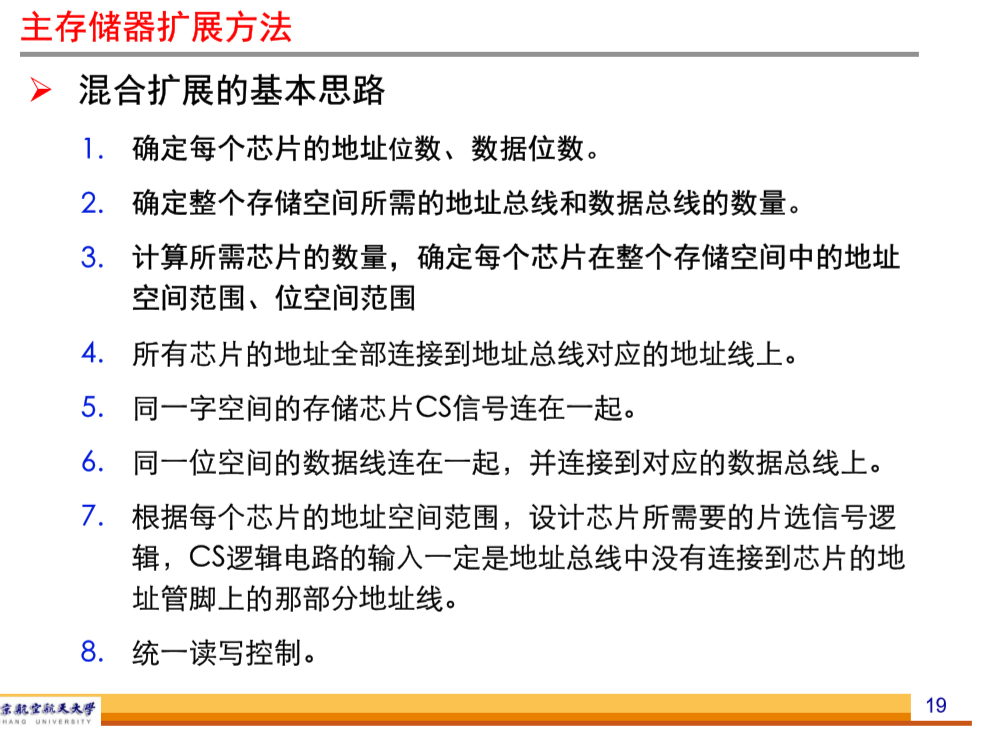 主存储器扩展方法
➢ 混合扩展的基本思路
1. 确定每个芯片的地址位数、数据位数。
2. 确定整个存储空间所需的地址总线和数据总线的数量。
3. 计算所需芯片的数量，确定每个芯片在整个存储空间中的地址
空间范围、位空间范围
4. 所有芯片的地址全部连接到地址总线对应的地址线上。
5. 同一字空间的存储芯片CS信号连在一起。
6. 同一位空间的数据线连在一起，并连接到对应的数据总线上。
7. 根据每个芯片的地址空间范围，设计芯片所需要的片选信号逻
辑，CS逻辑电路的输入一定是地址总线中没有连接到芯片的地
址管脚上的那部分地址线。
8. 统一读写控制。
京航空航天大学
HANG UNIVERSITY
19